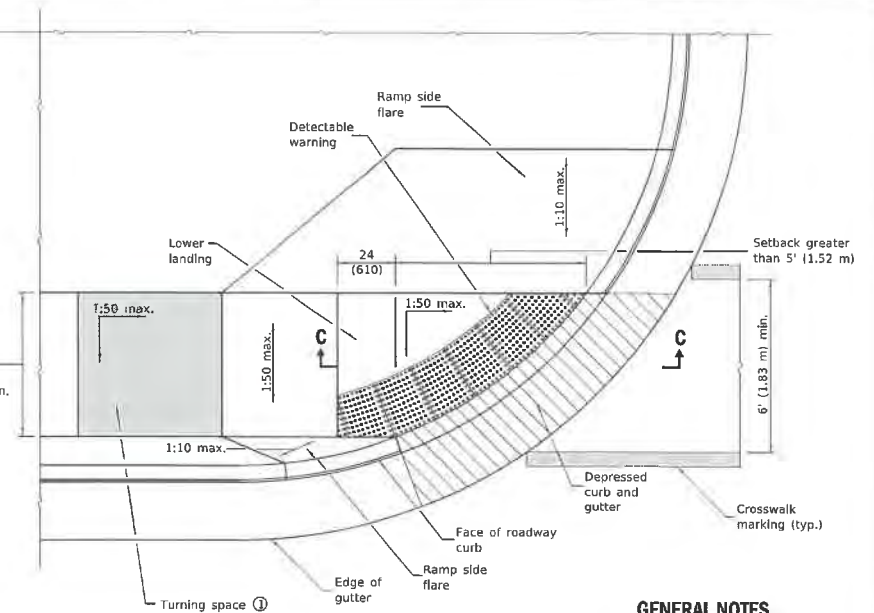 Ramp side
flare
Detectable
warning
1:10 max.
Lower
landing
24
(610)
Setback greater
than 5' (1.52 m)
1:50 max.
1:50 max.
C
C
1:50 max.
6' (1.83 m) min.
n.
1:10 max.
Depressed
curb and
gutter
Crosswalk
marking (typ.)
Face of roadway
curb
Ramp side
flare
Edge of
gutter
Turning space ①
GENERAL NOTES